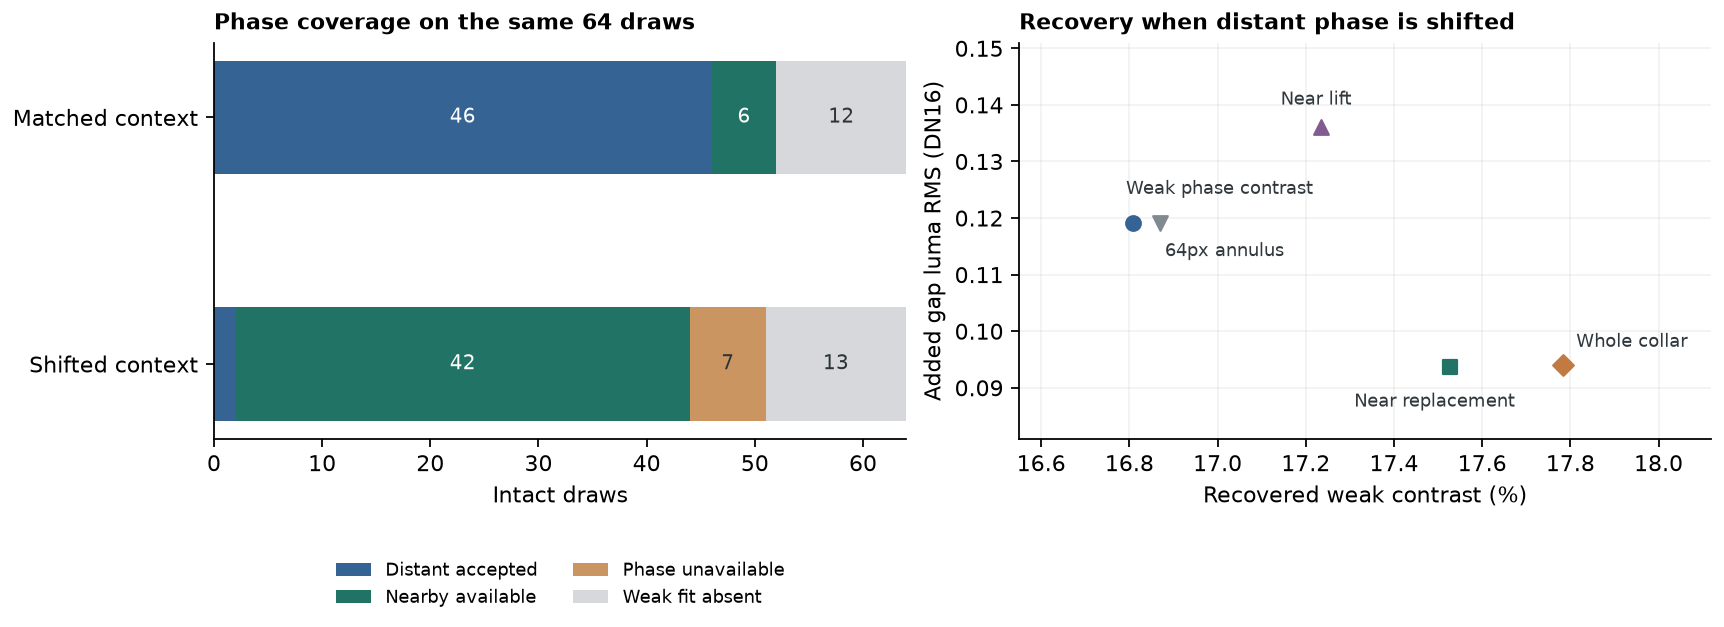 Phase coverage on the same 64 draws
Matched context
46
6
12
Shifted context
42
7
13
0 10 20 30 40 50 60
Intact draws
Distant accepted
Nearby available
Phase unavailable
Weak fit absent
Recovery when distant phase is shifted
Added gap luma RMS (DN16)
0.15
0.14
0.13
0.12
0.11
0.10
0.09
Near lift
Weak phase contrast
64px annulus
Whole collar
Near replacement
16.6 16.8 17.0 17.2 17.4 17.6 17.8 18.0
Recovered weak contrast (%)